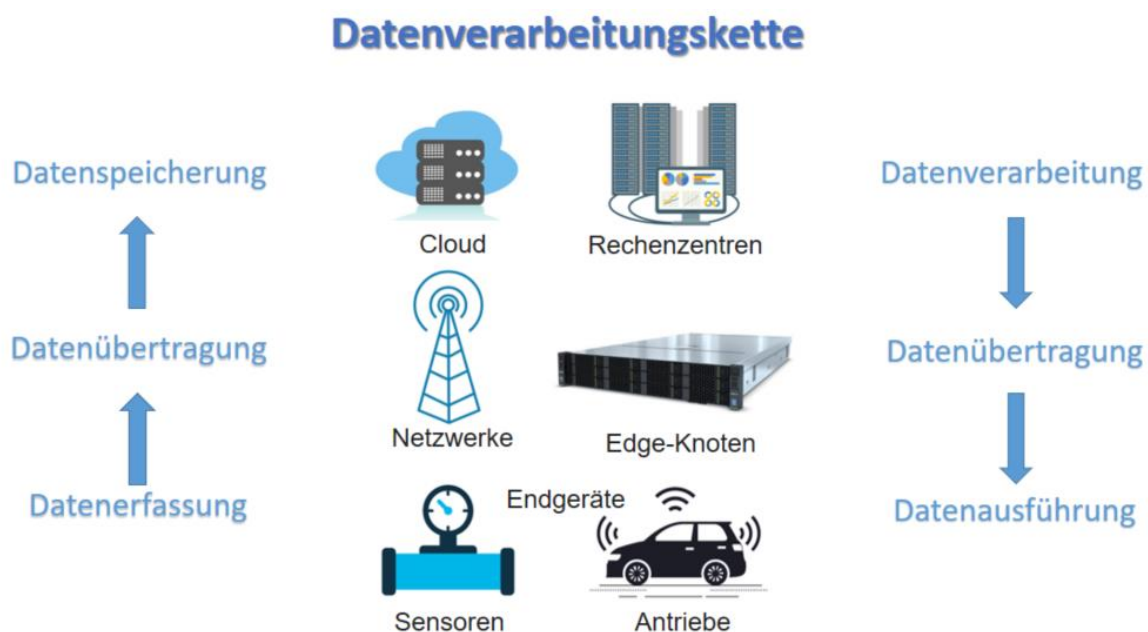 Datenverarbeitungskette
Datenspeicherung
Datenverarbeitung
Cloud
Rechenzentren
Datenübertragung
Datenübertragung
Netzwerke
Edge-Knoten
Datenerfassung
Endgeräte
Datenausführung
Sensoren
Antriebe